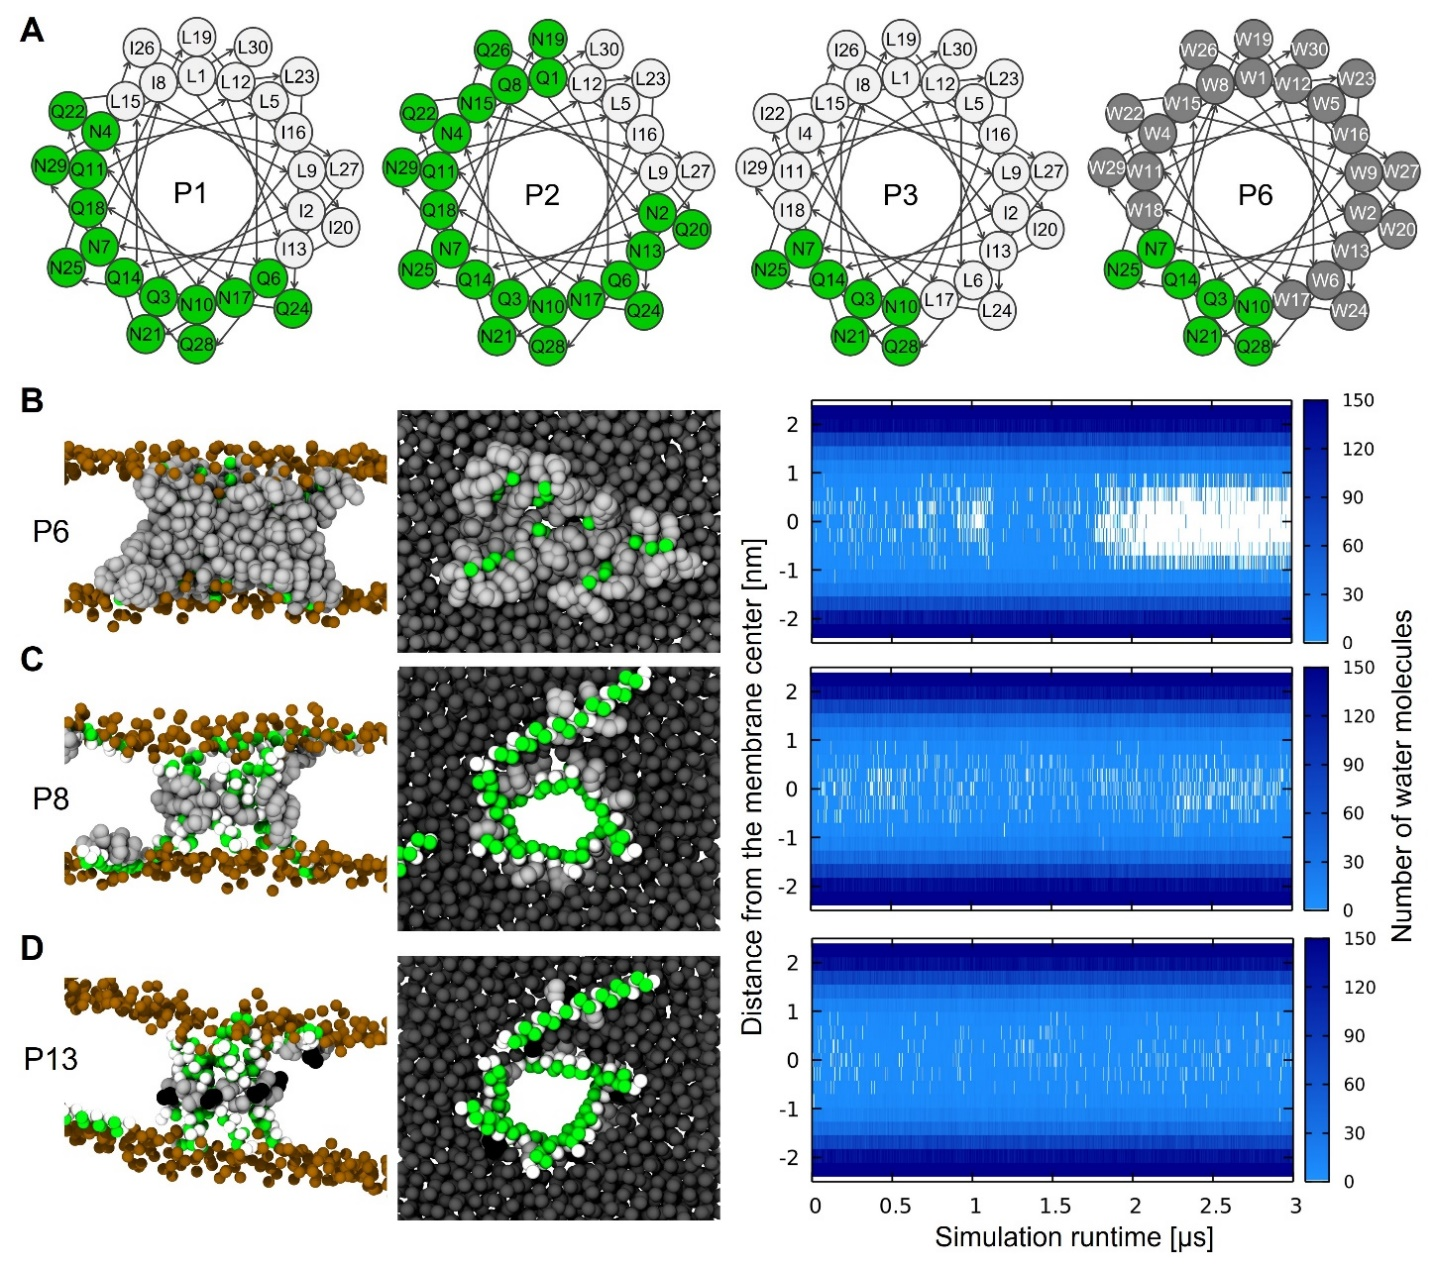 A
L19
I26
L30
I8
L1
L12
L23
L15
L5
Q22
N4
I16
N29
Q11
L9
L27
P1
Q18
I2
I20
N7
I13
N25
Q14
Q6
Q3
N10
N17
Q24
N21
Q28
N19
Q26
L30
Q8
Q1
L12
L23
N15
L5
Q22
N4
I16
N29
Q11
L9
L27
P2
Q18
N2
Q20
N7
N13
N25
Q14
Q6
Q3
N10
N17
Q24
N21
Q28
L19
I26
L30
I8
L1
L12
L23
L15
L5
I22
I4
I16
I29
I11
L9
L27
P3
I18
I2
I20
N7
I13
N25
Q14
L6
Q3
N10
L17
L24
N21
Q28
W19
W26
W30
W8
W1
W12
W23
W15
W5
W22
W4
W16
W29
W11
W9
W27
P6
W18
W2
W20
N7
W13
N25
Q14
W6
Q3
N10
W17
W24
N21
Q28
B
P6
2
1
0
-1
-2
150
120
90
60
30
0
C
P8
2
1
0
-1
-2
150
120
90
60
30
0
D
P13
2
1
0
-1
-2
150
120
90
60
30
0
Distance from the membrane center [nm]
Number of water molecules
0 0.5 1 1.5 2 2.5 3
Simulation runtime [µs]